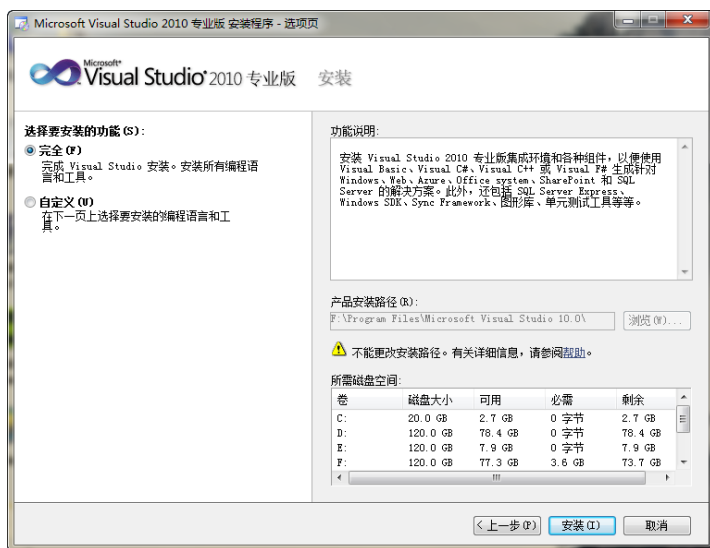 Microsoft Visual Studio 2010 专业版 安装程序 - 选项页
Microsoft®
Visual Studio® 2010 专业版 安装
选择要安装的功能(S):
完全(F)
完成 Visual Studio 安装。安装所有编程语
言和工具。
自定义(U)
在下一页上选择要安装的编程语言和工
具。
功能说明:
安装 Visual Studio 2010 专业版集成环境和各种组件，以便使用
Visual Basic、Visual C#、Visual C++ 或 Visual F# 生成针对
Windows、Web、Azure、Office system、SharePoint 和 SQL
Server 的解决方案。此外，还包括 SQL Server Express、
Windows SDK、Sync Framework、图形库、单元测试工具等等。
产品安装路径(R):
F:\Program Files\Microsoft Visual Studio 10.0\ 浏览(W)...
不能更改安装路径。有关详细信息，请参阅帮助。
所需磁盘空间:
卷 磁盘大小 可用 必需 剩余
C: 20.0 GB 2.7 GB 0 字节 2.7 GB
D: 120.0 GB 78.4 GB 0 字节 78.4 GB
E: 120.0 GB 7.9 GB 0 字节 7.9 GB
F: 120.0 GB 77.3 GB 3.6 GB 73.7 GB
<上一步(P) 安装(I) 取消